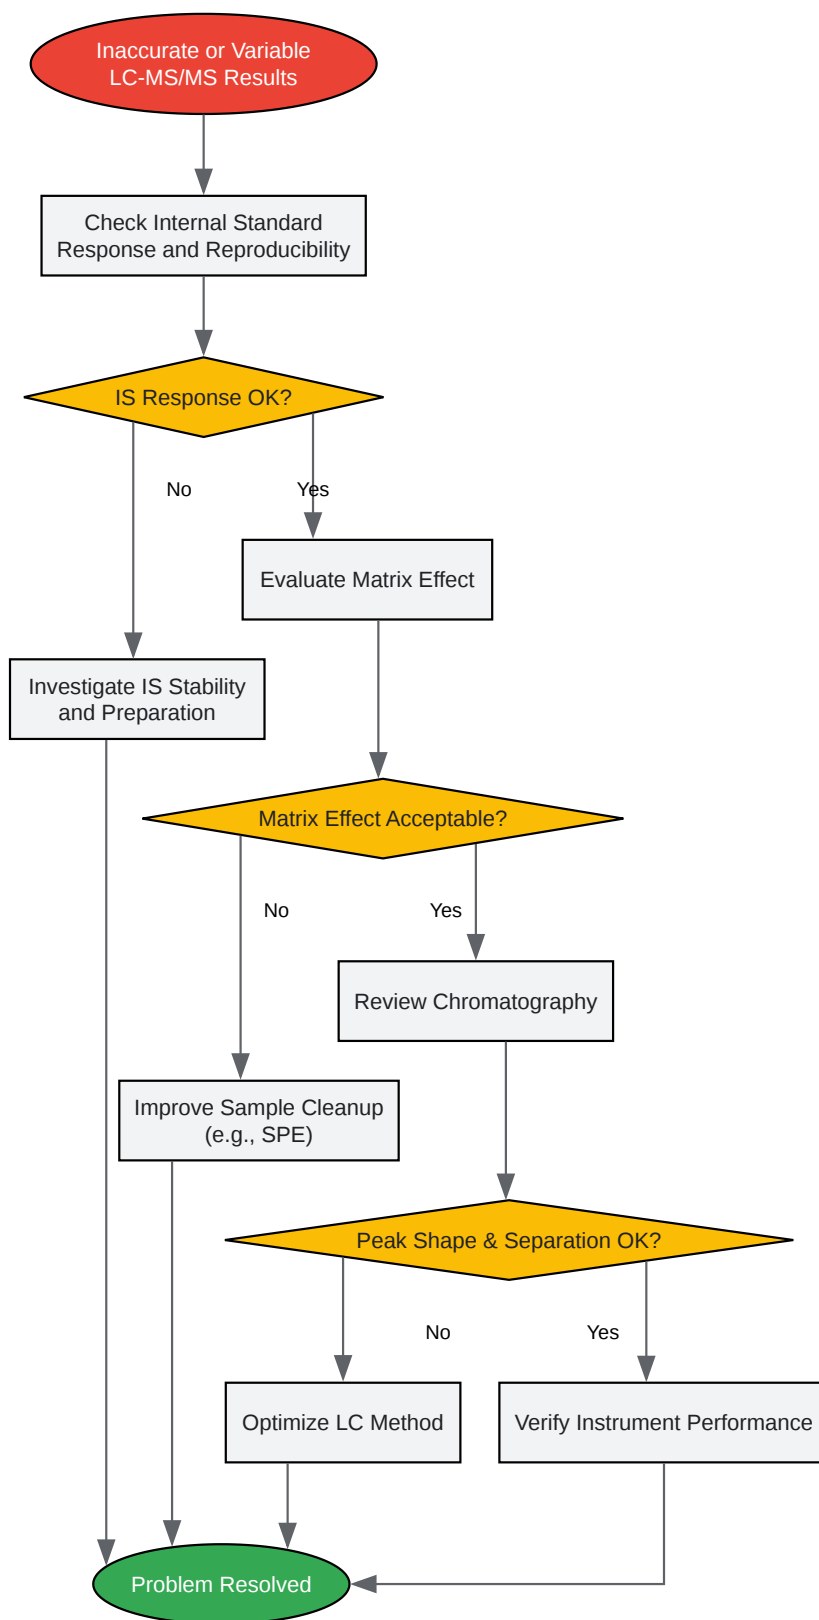 Inaccurate or Variable
LC-MS/MS Results
Check Internal Standard
Response and Reproducibility
IS Response OK?
No
Yes
Evaluate Matrix Effect
Investigate IS Stability
and Preparation
Matrix Effect Acceptable?
No
Yes
Review Chromatography
Improve Sample Cleanup
(e.g., SPE)
Peak Shape & Separation OK?
No
Yes
Optimize LC Method
Verify Instrument Performance
Problem Resolved